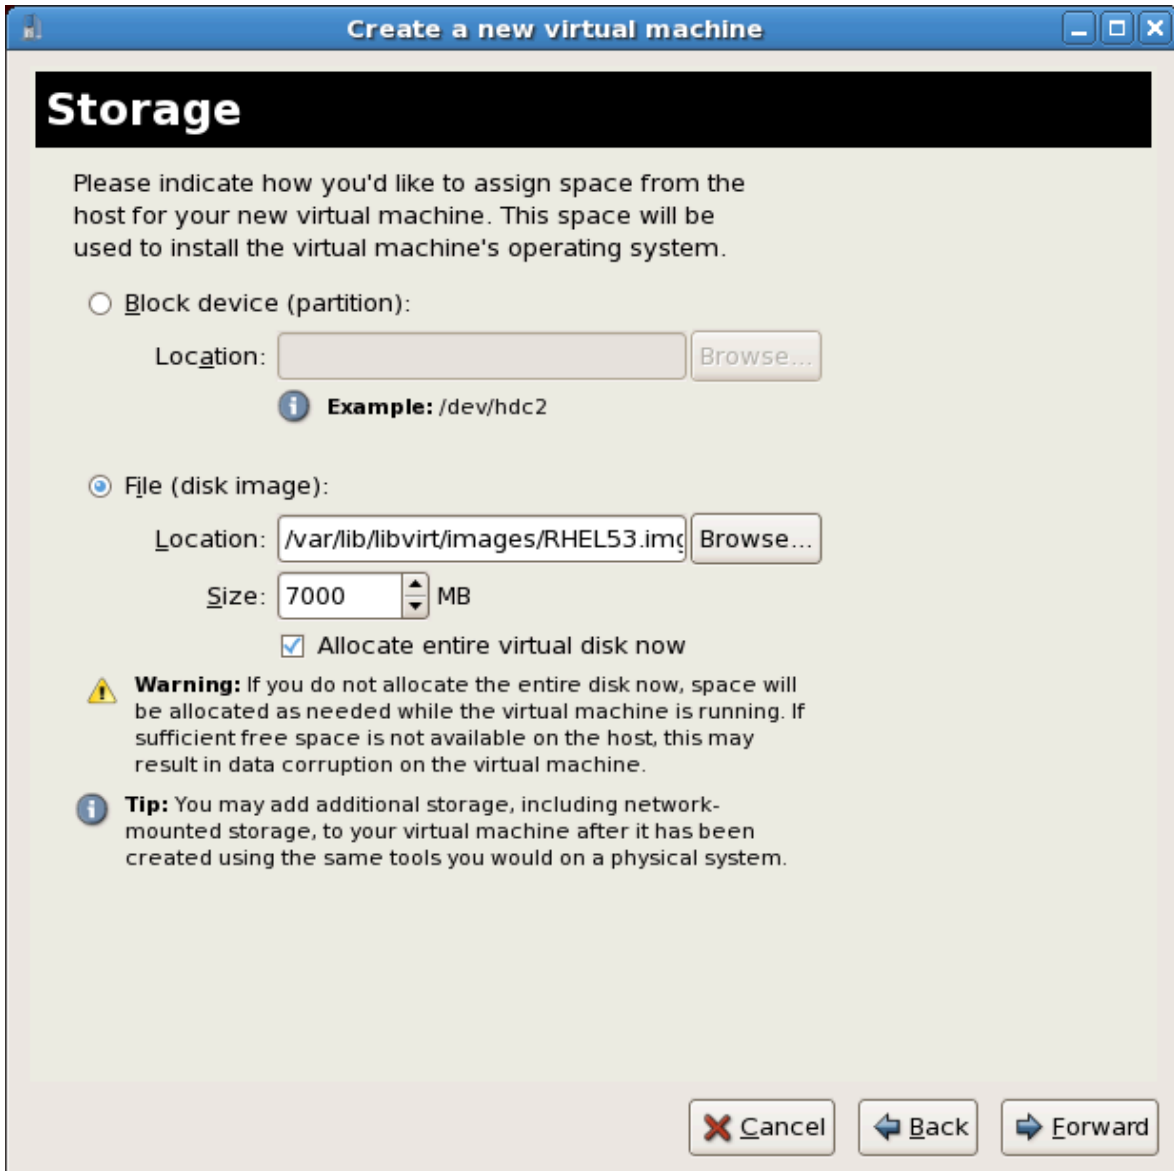 Create a new virtual machine
Storage
Please indicate how you'd like to assign space from the
host for your new virtual machine. This space will be
used to install the virtual machine's operating system.
Block device (partition):
Location: Browse...
Example: /dev/hdc2
File (disk image):
Location: /var/lib/libvirt/images/RHEL53.img Browse...
Size: 7000 MB
Allocate entire virtual disk now
Warning: If you do not allocate the entire disk now, space will
be allocated as needed while the virtual machine is running. If
sufficient free space is not available on the host, this may
result in data corruption on the virtual machine.
Tip: You may add additional storage, including network-
mounted storage, to your virtual machine after it has been
created using the same tools you would on a physical system.
Cancel Back Forward